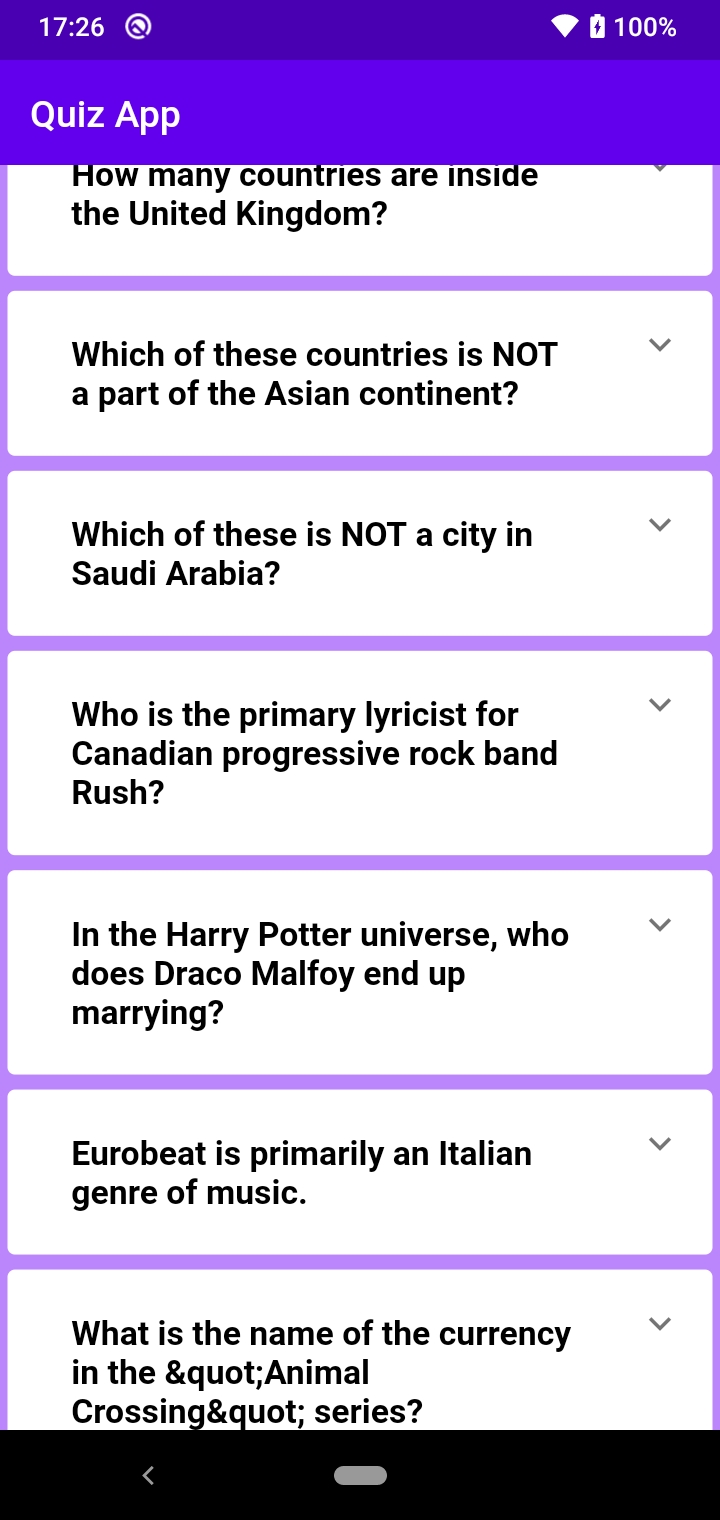 17:26
100%
Quiz App
How many countries are inside
the United Kingdom?
Which of these countries is NOT
a part of the Asian continent?
Which of these is NOT a city in
Saudi Arabia?
Who is the primary lyricist for
Canadian progressive rock band
Rush?
In the Harry Potter universe, who
does Draco Malfoy end up
marrying?
Eurobeat is primarily an Italian
genre of music.
What is the name of the currency
in the &quot;Animal
Crossing&quot; series?